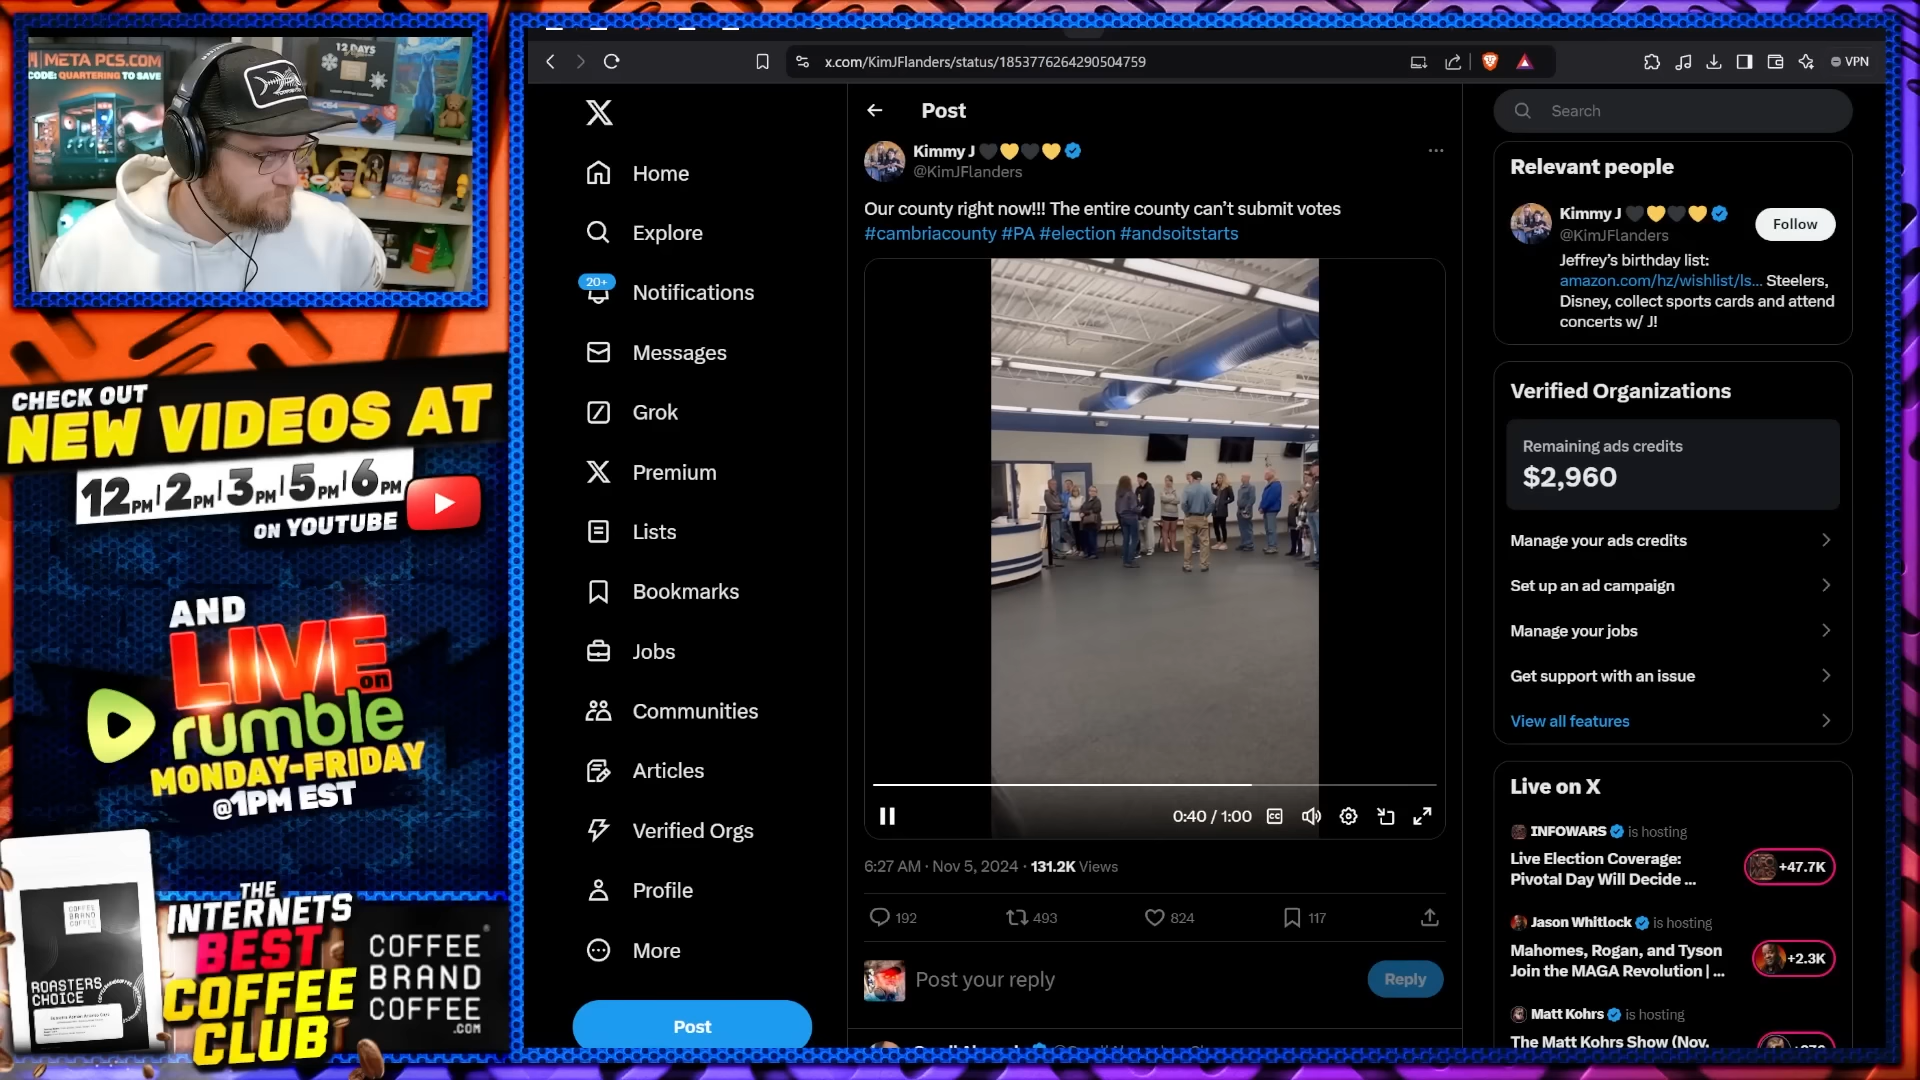 META PCS.COM
CODE: QUARTERING TO SAVE
12 DAYS
CHECK OUT
NEW VIDEOS AT
12PM | 2PM | 3PM | 5PM | 6PM
ON YOUTUBE
AND
LIVE on
rumble
MONDAY-FRIDAY
@1PM EST
COFFEE
BRAND
COFFEE
ROASTERS
CHOICE
THE
INTERNETS
BEST
COFFEE
CLUB
COFFEE
BRAND
COFFEE
.COM
x.com/KimJFlanders/status/1853776264290504759
VPN
Home
Explore
20+
Notifications
Messages
Grok
Premium
Lists
Bookmarks
Jobs
Communities
Articles
Verified Orgs
Profile
More
Post
Post
Kimmy J 🖤💛🖤💛
@KimJFlanders
Our county right now!!! The entire county can’t submit votes
#cambriacounty #PA #election #andsoitstarts
0:40 / 1:00
6:27 AM · Nov 5, 2024 · 131.2K Views
192
493
824
117
Post your reply
Reply
Search
Relevant people
Kimmy J 🖤💛🖤💛
@KimJFlanders
Follow
Jeffrey’s birthday list:
amazon.com/hz/wishlist/ls... Steelers,
Disney, collect sports cards and attend
concerts w/ J!
Verified Organizations
Remaining ads credits
$2,960
Manage your ads credits
Set up an ad campaign
Manage your jobs
Get support with an issue
View all features
Live on X
INFOWARS is hosting
Live Election Coverage:
Pivotal Day Will Decide ...
+47.7K
Jason Whitlock is hosting
Mahomes, Rogan, and Tyson
Join the MAGA Revolution | ...
+2.3K
Matt Kohrs is hosting
The Matt Kohrs Show (Nov.